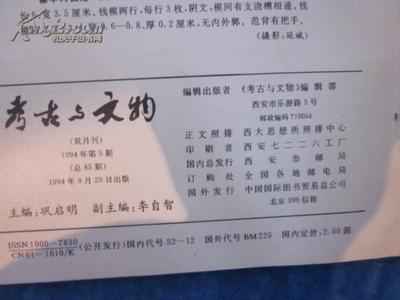 长6、宽3.5厘米。钱模两行，每行3枚，阴文，模间有支浇槽相通。钱
0.6—0.8、厚0.2厘米，无内外郭。范背有把手。
（摄影：延斌）
考古与文物
（双月刊）
1994年第5期
（总85期）
1994年9月20日出版
主编：巩启明 副主编：李自智
编辑出版者 《考古与文物》编辑部
西安市乐游路3号
邮政编码710054
正文照排 西大思想所照排中心
印刷者 西安七二二六工厂
国内总发行 西安市邮局
订购处 全国各地邮电局
国外发行 中国国际图书贸易总公司
北京399信箱
ISSN1000—7830
CN61—1010/K （公开发行）国内代号52—12 国外代号BM225 国内定价：2.50圆